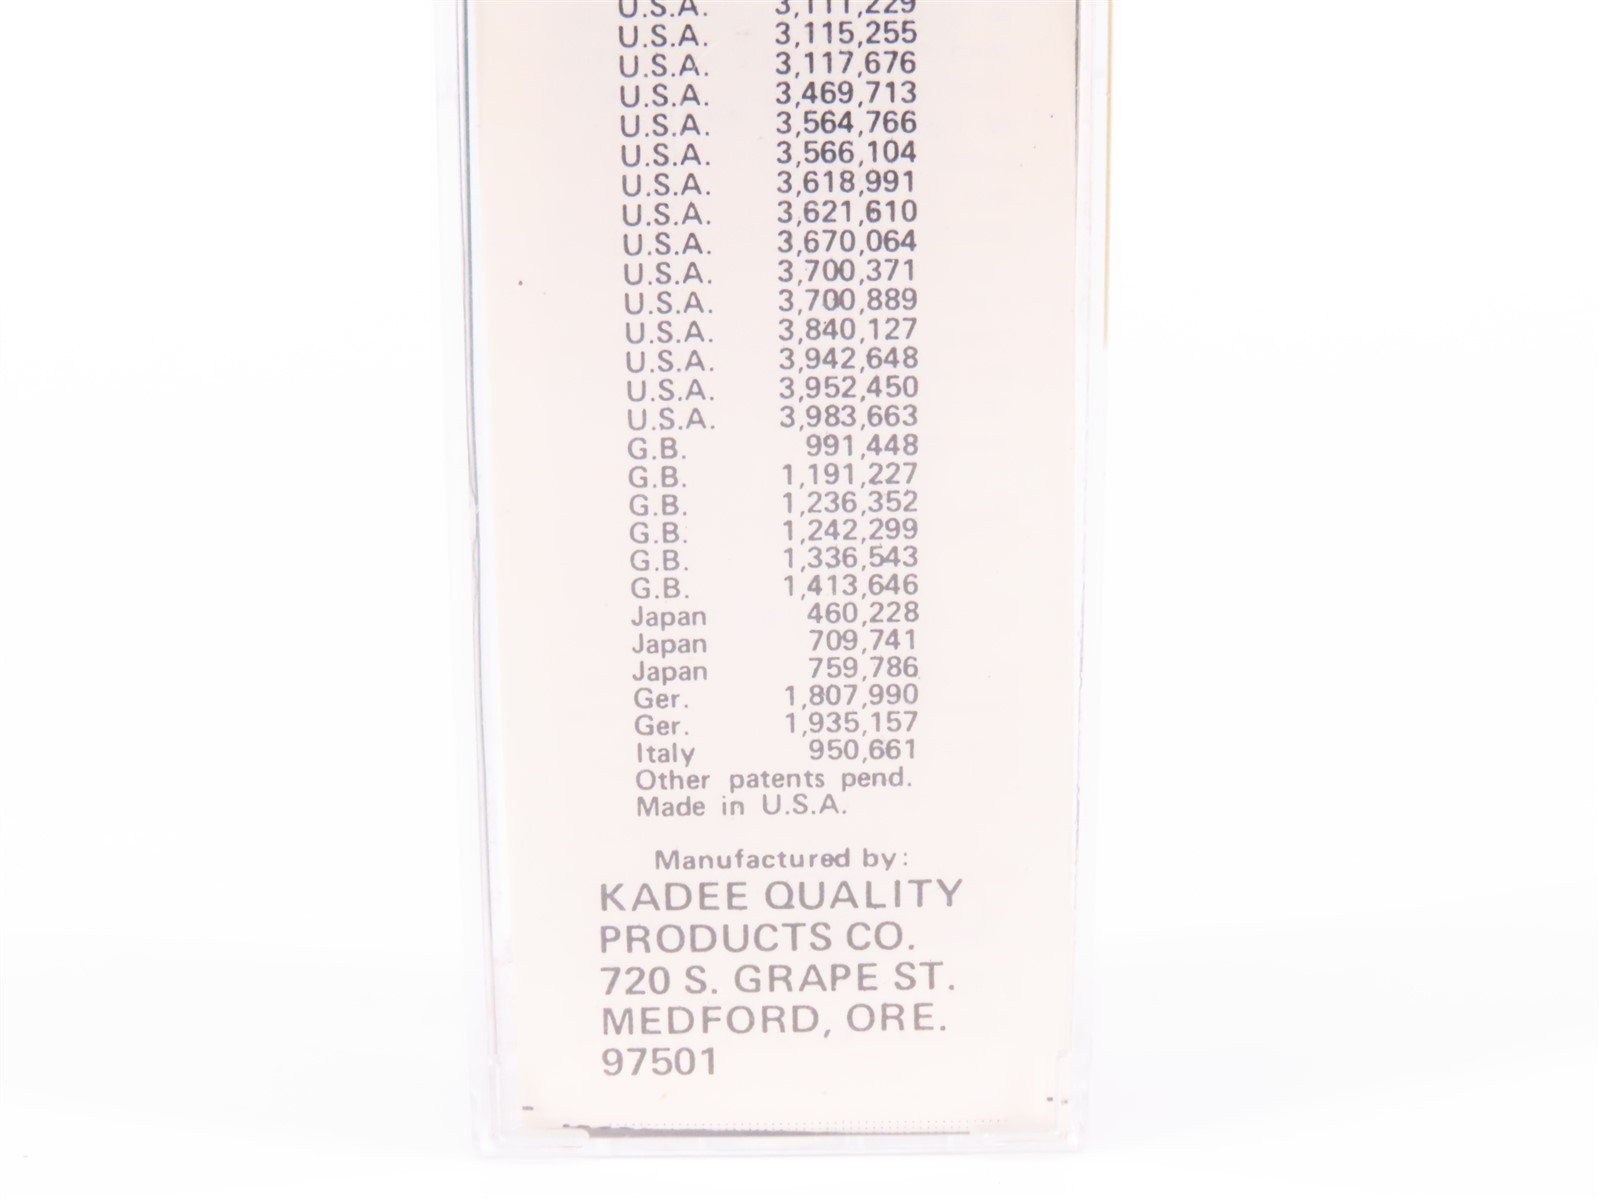 U.S.A. 3,111,229
U.S.A. 3,115,255
U.S.A. 3,117,676
U.S.A. 3,469,713
U.S.A. 3,564,766
U.S.A. 3,566,104
U.S.A. 3,618,991
U.S.A. 3,621,610
U.S.A. 3,670,064
U.S.A. 3,700,371
U.S.A. 3,700,889
U.S.A. 3,840,127
U.S.A. 3,942,648
U.S.A. 3,952,450
U.S.A. 3,983,663
G.B. 991,448
G.B. 1,191,227
G.B. 1,236,352
G.B. 1,242,299
G.B. 1,336,543
G.B. 1,413,646
Japan 460,228
Japan 709,741
Japan 759,786
Ger. 1,807,990
Ger. 1,935,157
Italy 950,661
Other patents pend.
Made in U.S.A.
Manufactured by:
KADEE QUALITY
PRODUCTS CO.
720 S. GRAPE ST.
MEDFORD, ORE.
97501